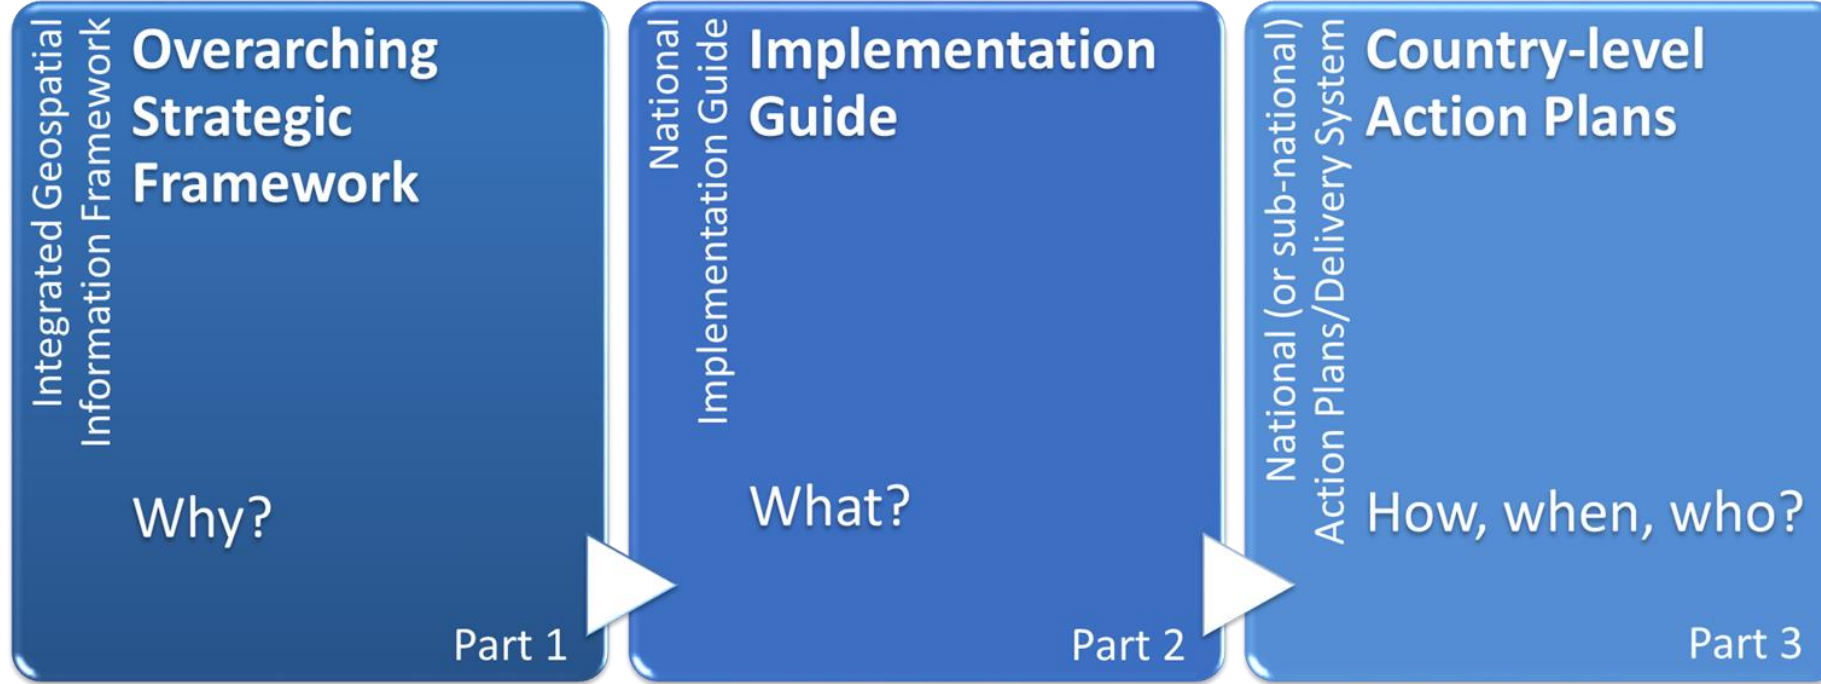 Integrated Geospatial
Information Framework
Overarching
Strategic
Framework
Why?
Part 1
National
Implementation Guide
Implementation
Guide
What?
Part 2
National (or sub-national)
Action Plans/Delivery System
Country-level
Action Plans
How, when, who?
Part 3